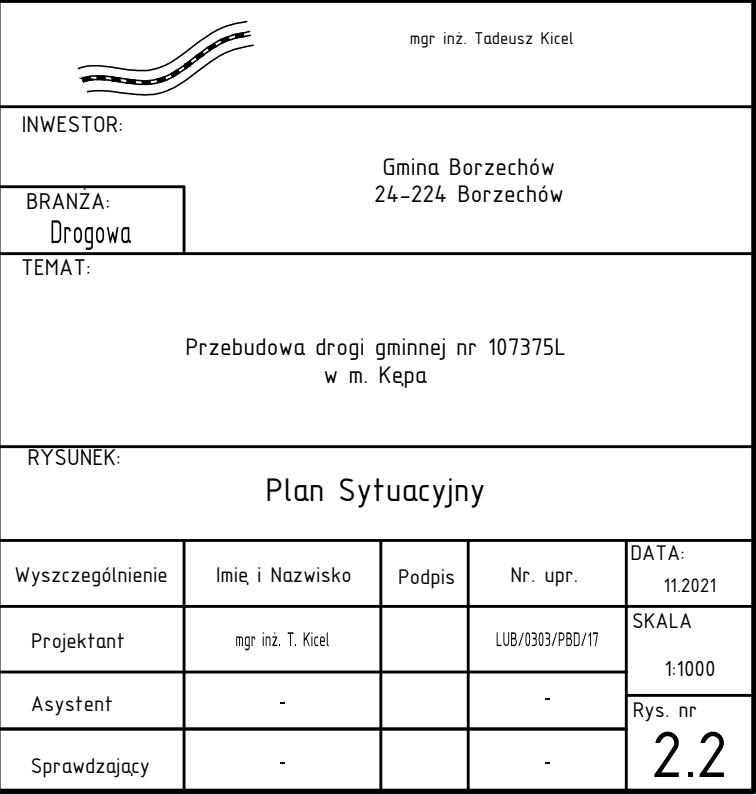 mgr inż. Tadeusz Kicel
INWESTOR:
Gmina Borzechów
24-224 Borzechów
BRANŻA:
Drogowa
TEMAT:
Przebudowa drogi gminnej nr 107375L
w m. Kępa
RYSUNEK:
Plan Sytuacyjny
Wyszczególnienie Imię i Nazwisko Podpis Nr. upr.
DATA:
11.2021
Projektant mgr inż. T. Kicel LUB/0303/PBD/17
SKALA
1:1000
Asystent - -
Rys. nr
2.2
Sprawdzający - -